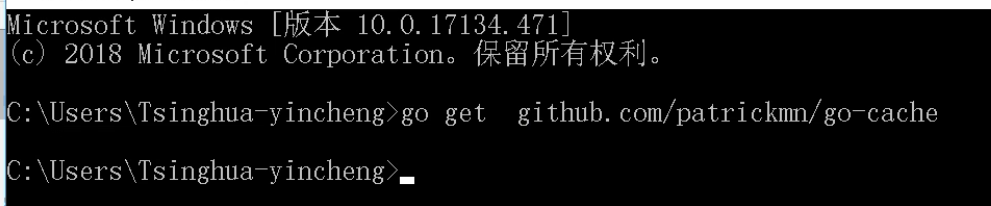 Microsoft Windows [版本 10.0.17134.471]
(c) 2018 Microsoft Corporation。保留所有权利。
C:\Users\Tsinghua-yincheng>go get  github.com/patrickmn/go-cache
C:\Users\Tsinghua-yincheng>